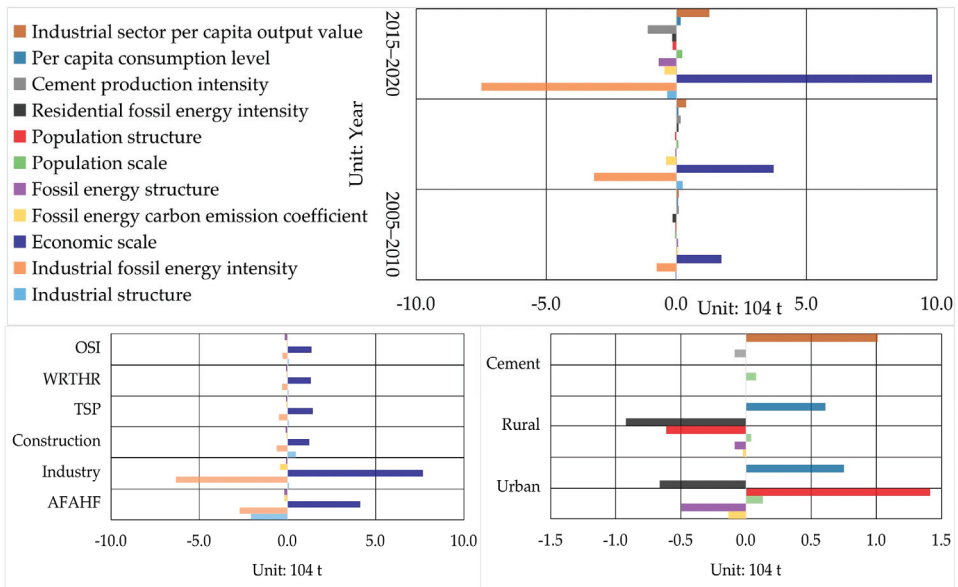 Industrial sector per capita output value
Per capita consumption level
Cement production intensity
Residential fossil energy intensity
Population structure
Population scale
Fossil energy structure
Fossil energy carbon emission coefficient
Economic scale
Industrial fossil energy intensity
Industrial structure
Unit: Year
2015–2020
2005–2010
-10.0 -5.0 0.0 5.0 10.0
Unit: 104 t
OSI
WRTHR
TSP
Construction
Industry
AFAHF
-10.0 -5.0 0.0 5.0 10.0
Unit: 104 t
Cement
Rural
Urban
-1.5 -1.0 -0.5 0.0 0.5 1.0 1.5
Unit: 104 t